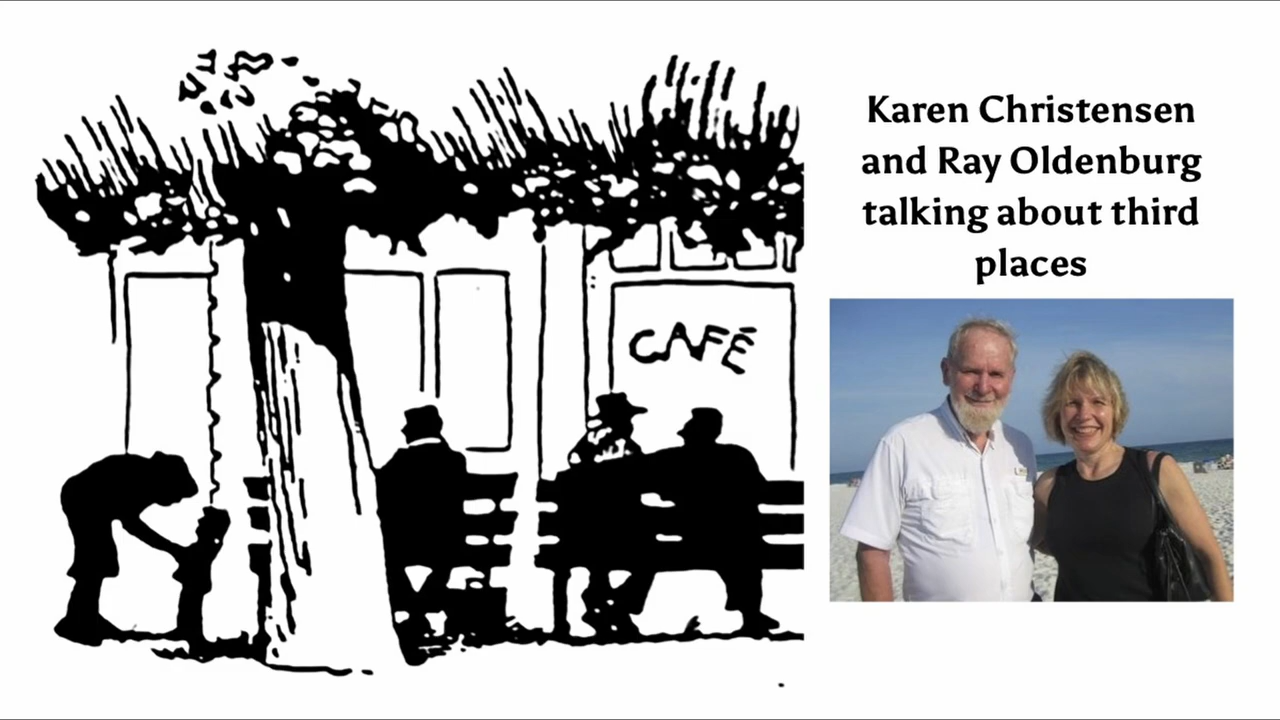 Karen Christensen
and Ray Oldenburg
talking about third
places
CAFÉ